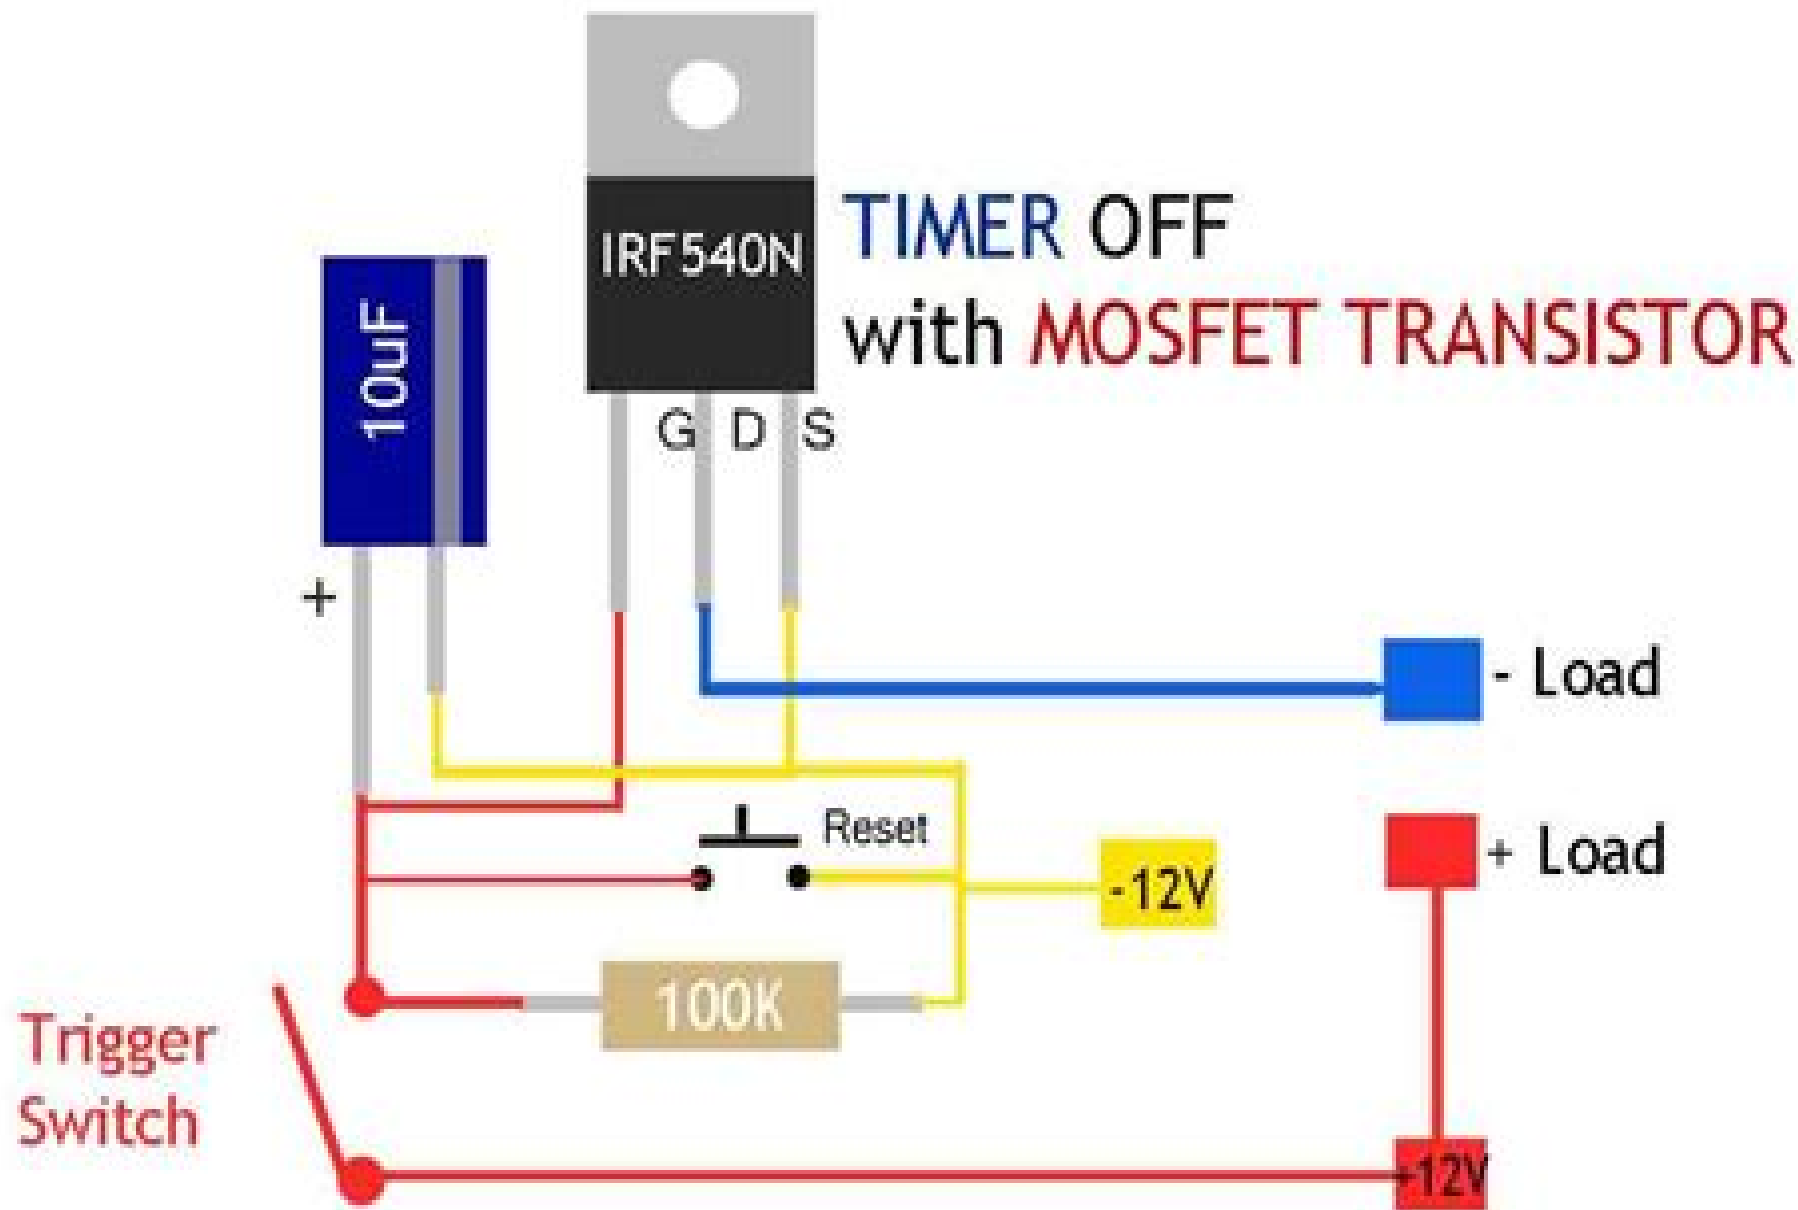 IRF540N
TIMER OFF
with MOSFET TRANSISTOR
10uF
G D S
+
- Load
Reset
+ Load
-12V
100K
Trigger
Switch
+12V